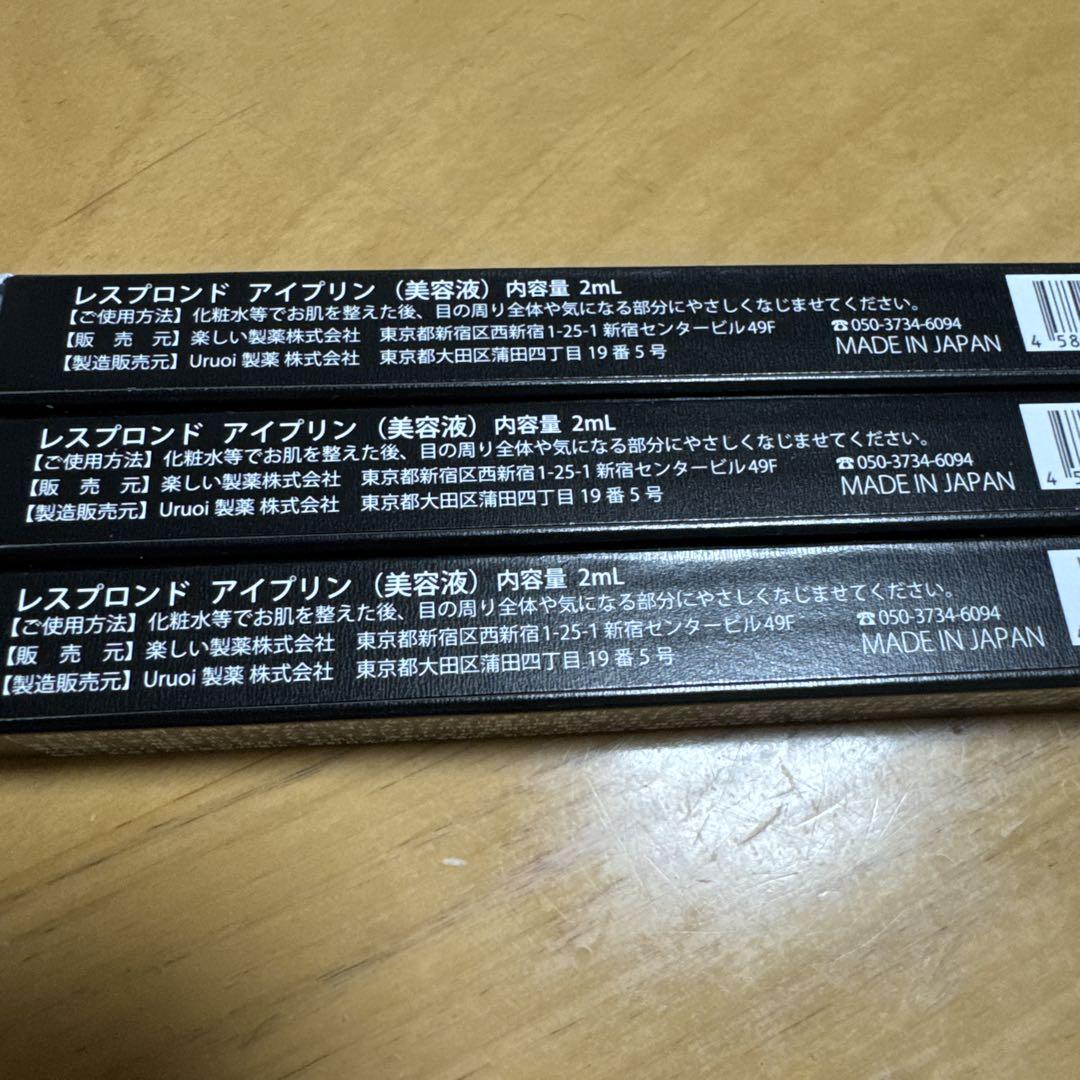 レスプロンド アイプリン（美容液）内容量 2mL
【ご使用方法】化粧水等でお肌を整えた後、目の周り全体や気になる部分にやさしくなじませてください。
【販　売　元】楽しい製薬株式会社　東京都新宿区西新宿1-25-1 新宿センタービル49F
☎050-3734-6094
【製造販売元】Uruoi 製薬 株式会社　東京都大田区蒲田四丁目 19 番 5 号
MADE IN JAPAN
4 58
レスプロンド アイプリン（美容液）内容量 2mL
【ご使用方法】化粧水等でお肌を整えた後、目の周り全体や気になる部分にやさしくなじませてください。
【販　売　元】楽しい製薬株式会社　東京都新宿区西新宿1-25-1 新宿センタービル49F
☎050-3734-6094
【製造販売元】Uruoi 製薬 株式会社　東京都大田区蒲田四丁目 19 番 5 号
MADE IN JAPAN
4 5
レスプロンド アイプリン（美容液）内容量 2mL
【ご使用方法】化粧水等でお肌を整えた後、目の周り全体や気になる部分にやさしくなじませてください。
【販　売　元】楽しい製薬株式会社　東京都新宿区西新宿1-25-1 新宿センタービル49F
☎050-3734-6094
【製造販売元】Uruoi 製薬 株式会社　東京都大田区蒲田四丁目 19 番 5 号
MADE IN JAPAN